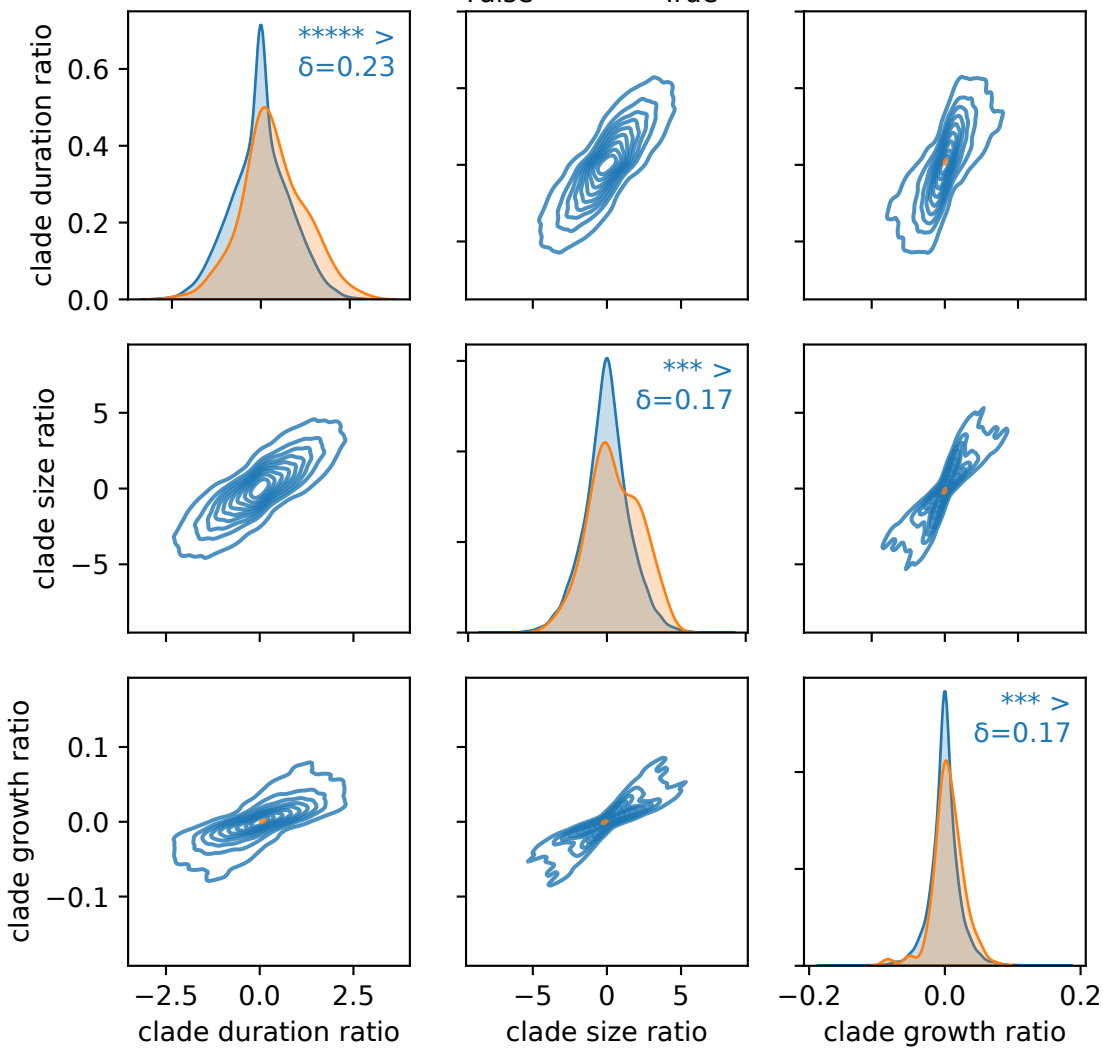 True
clade duration ratio
0.6
0.4
0.2
0.0
***** >
δ=0.23
clade size ratio
5
0
−5
*** >
δ=0.17
clade growth ratio
0.1
0.0
−0.1
*** >
δ=0.17
−2.5 0.0 2.5
−5 0 5
−0.2 0.0 0.2
clade duration ratio
clade size ratio
clade growth ratio